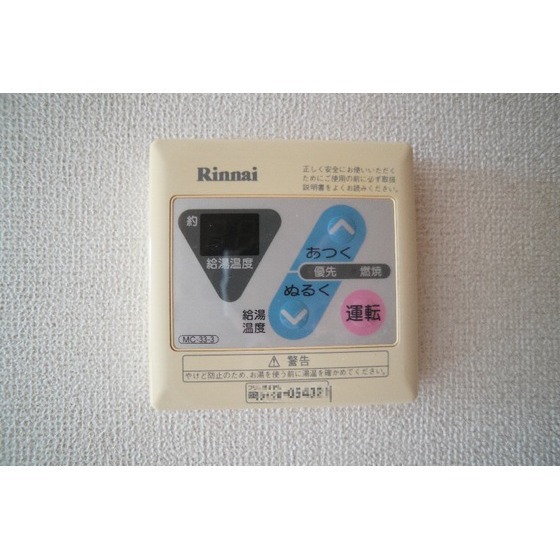 Rinnai
正しく安全にお使いいただく
ためにご使用の前に必ず取扱
説明書をよくお読みください。
約
給湯温度
あつく
優先 燃焼
ぬるく
給湯
温度
運転
MC-33-3
警告
やけど防止のため、お湯を使う前に湯温を確かめてください。